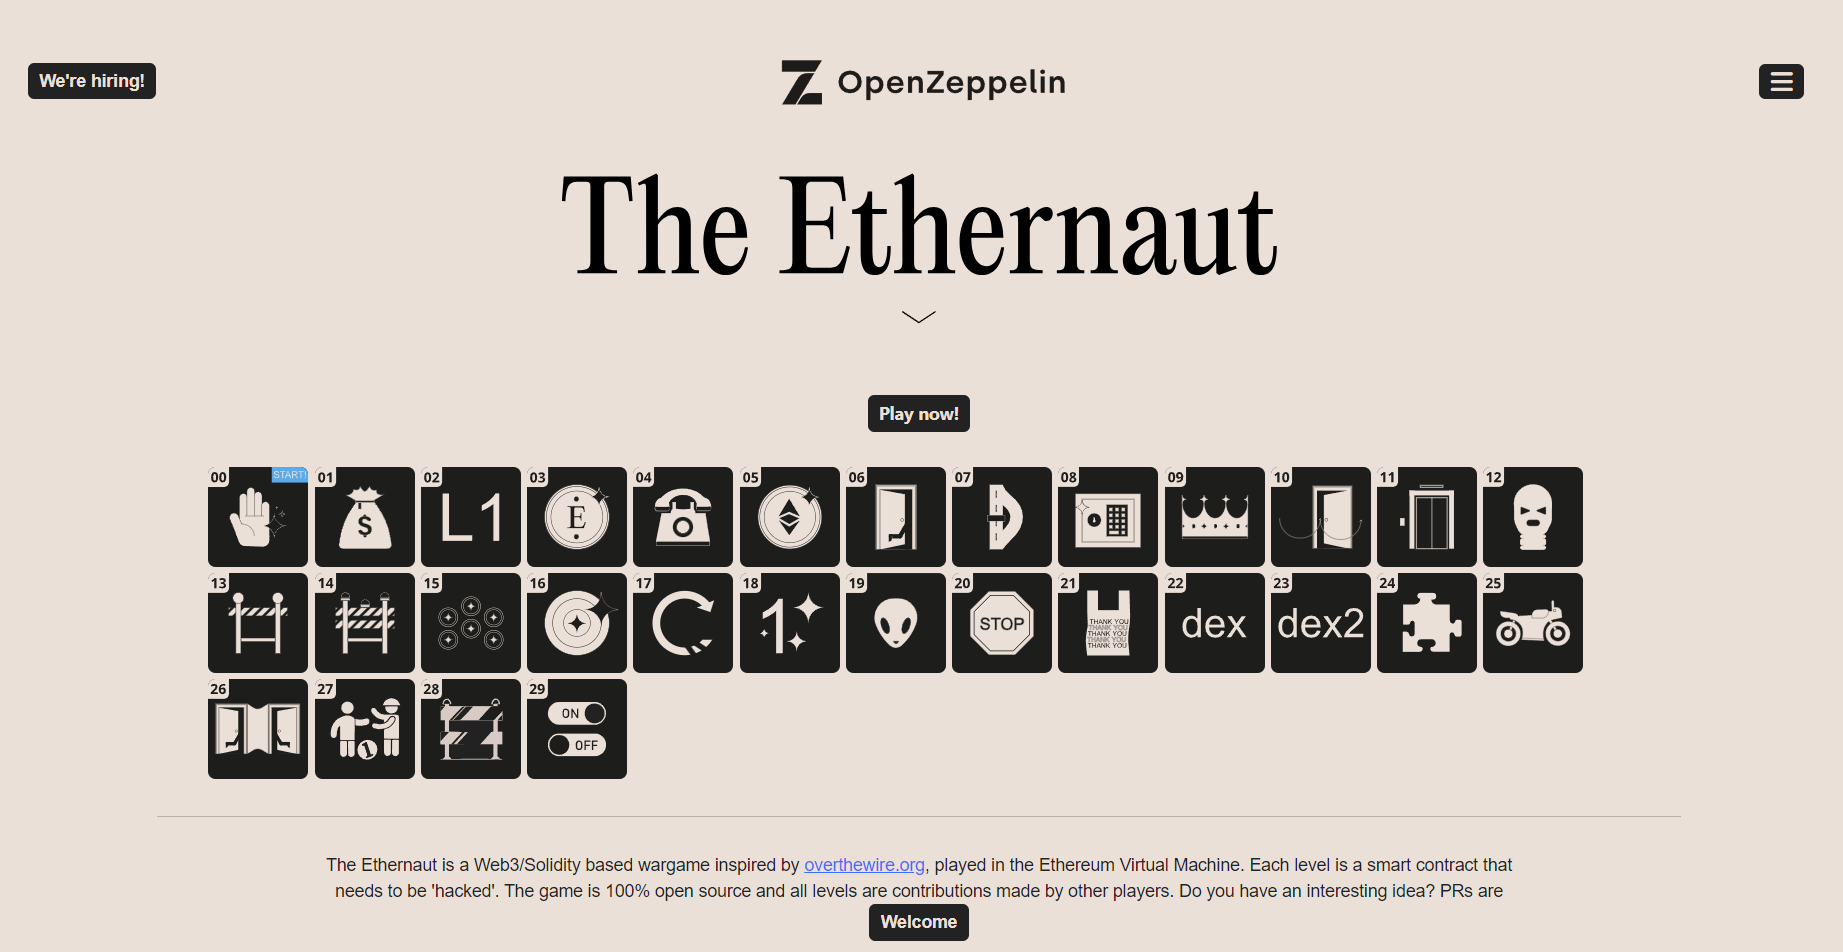 We're hiring!
OpenZeppelin
The Ethernaut
Play now!
00 START! 01 02 03 04 05 06 07 08 09 10 11 12
$ L1 E
13 14 15 16 17 18 19 20 21 22 23 24 25
1 STOP THANK YOU dex dex2
THANK YOU
THANK YOU
THANK YOU
THANK YOU
26 27 28 29
ON
OFF
The Ethernaut is a Web3/Solidity based wargame inspired by overthewire.org, played in the Ethereum Virtual Machine. Each level is a smart contract that
needs to be 'hacked'. The game is 100% open source and all levels are contributions made by other players. Do you have an interesting idea? PRs are
Welcome